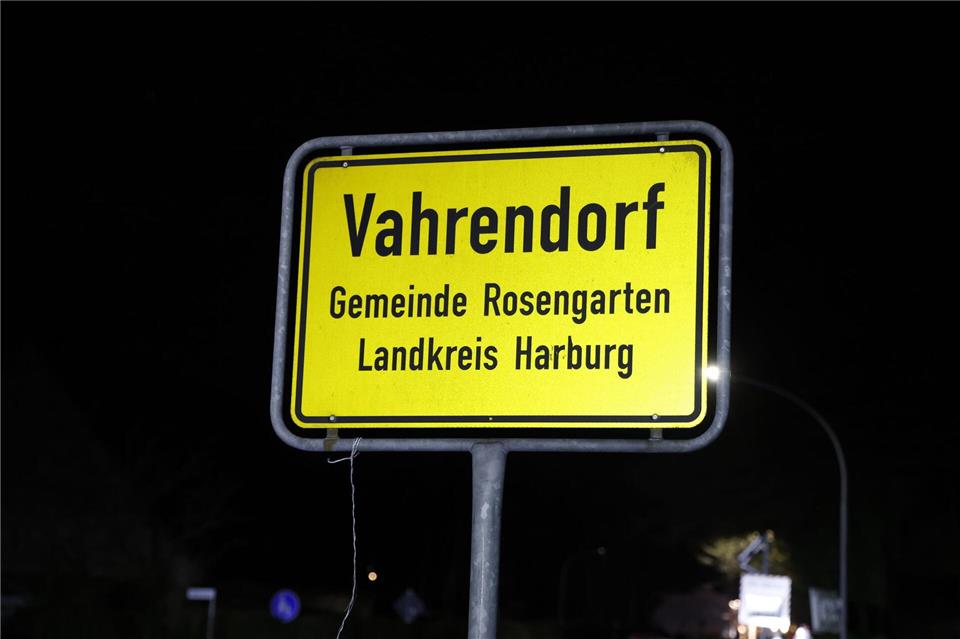 Vahrendorf
Gemeinde Rosengarten
Landkreis Harburg